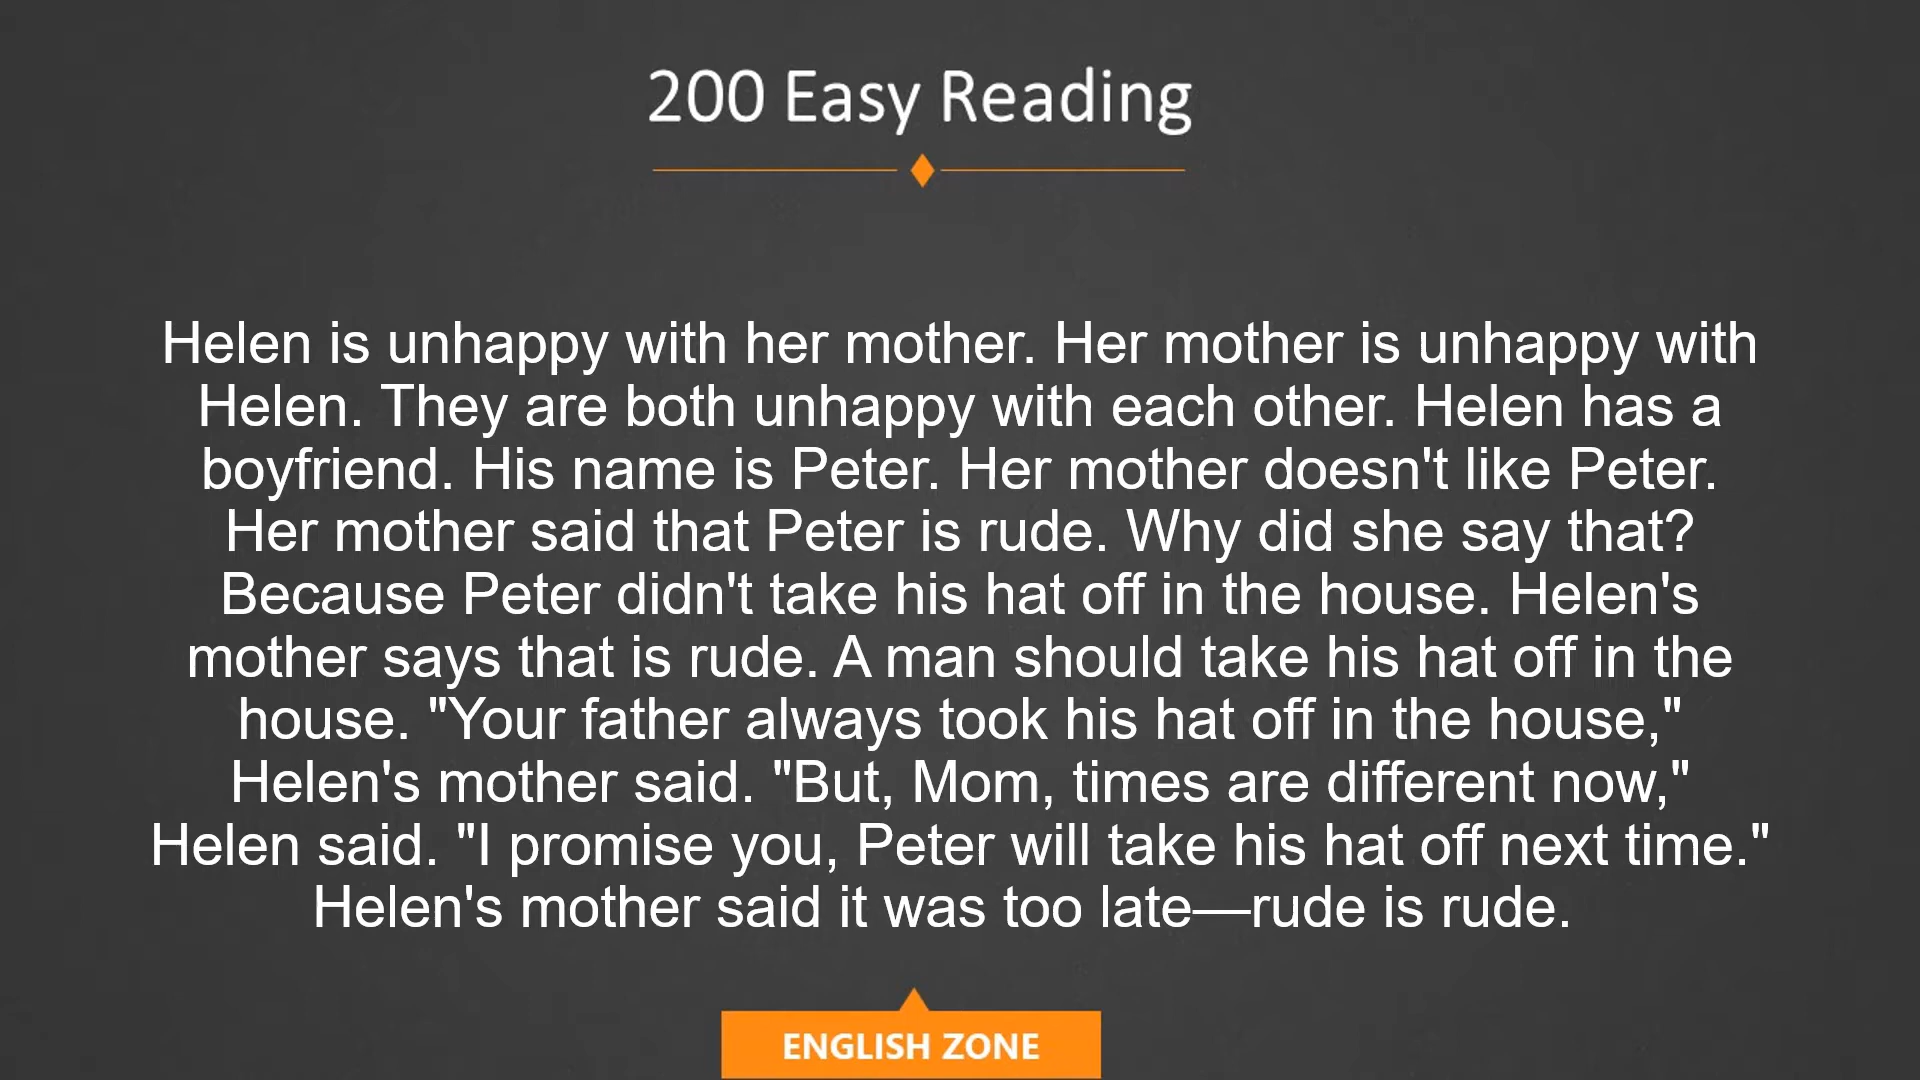 200 Easy Reading
Helen is unhappy with her mother. Her mother is unhappy with
Helen. They are both unhappy with each other. Helen has a
boyfriend. His name is Peter. Her mother doesn't like Peter.
Her mother said that Peter is rude. Why did she say that?
Because Peter didn't take his hat off in the house. Helen's
mother says that is rude. A man should take his hat off in the
house. "Your father always took his hat off in the house,"
Helen's mother said. "But, Mom, times are different now,"
Helen said. "I promise you, Peter will take his hat off next time."
Helen's mother said it was too late—rude is rude.
ENGLISH ZONE